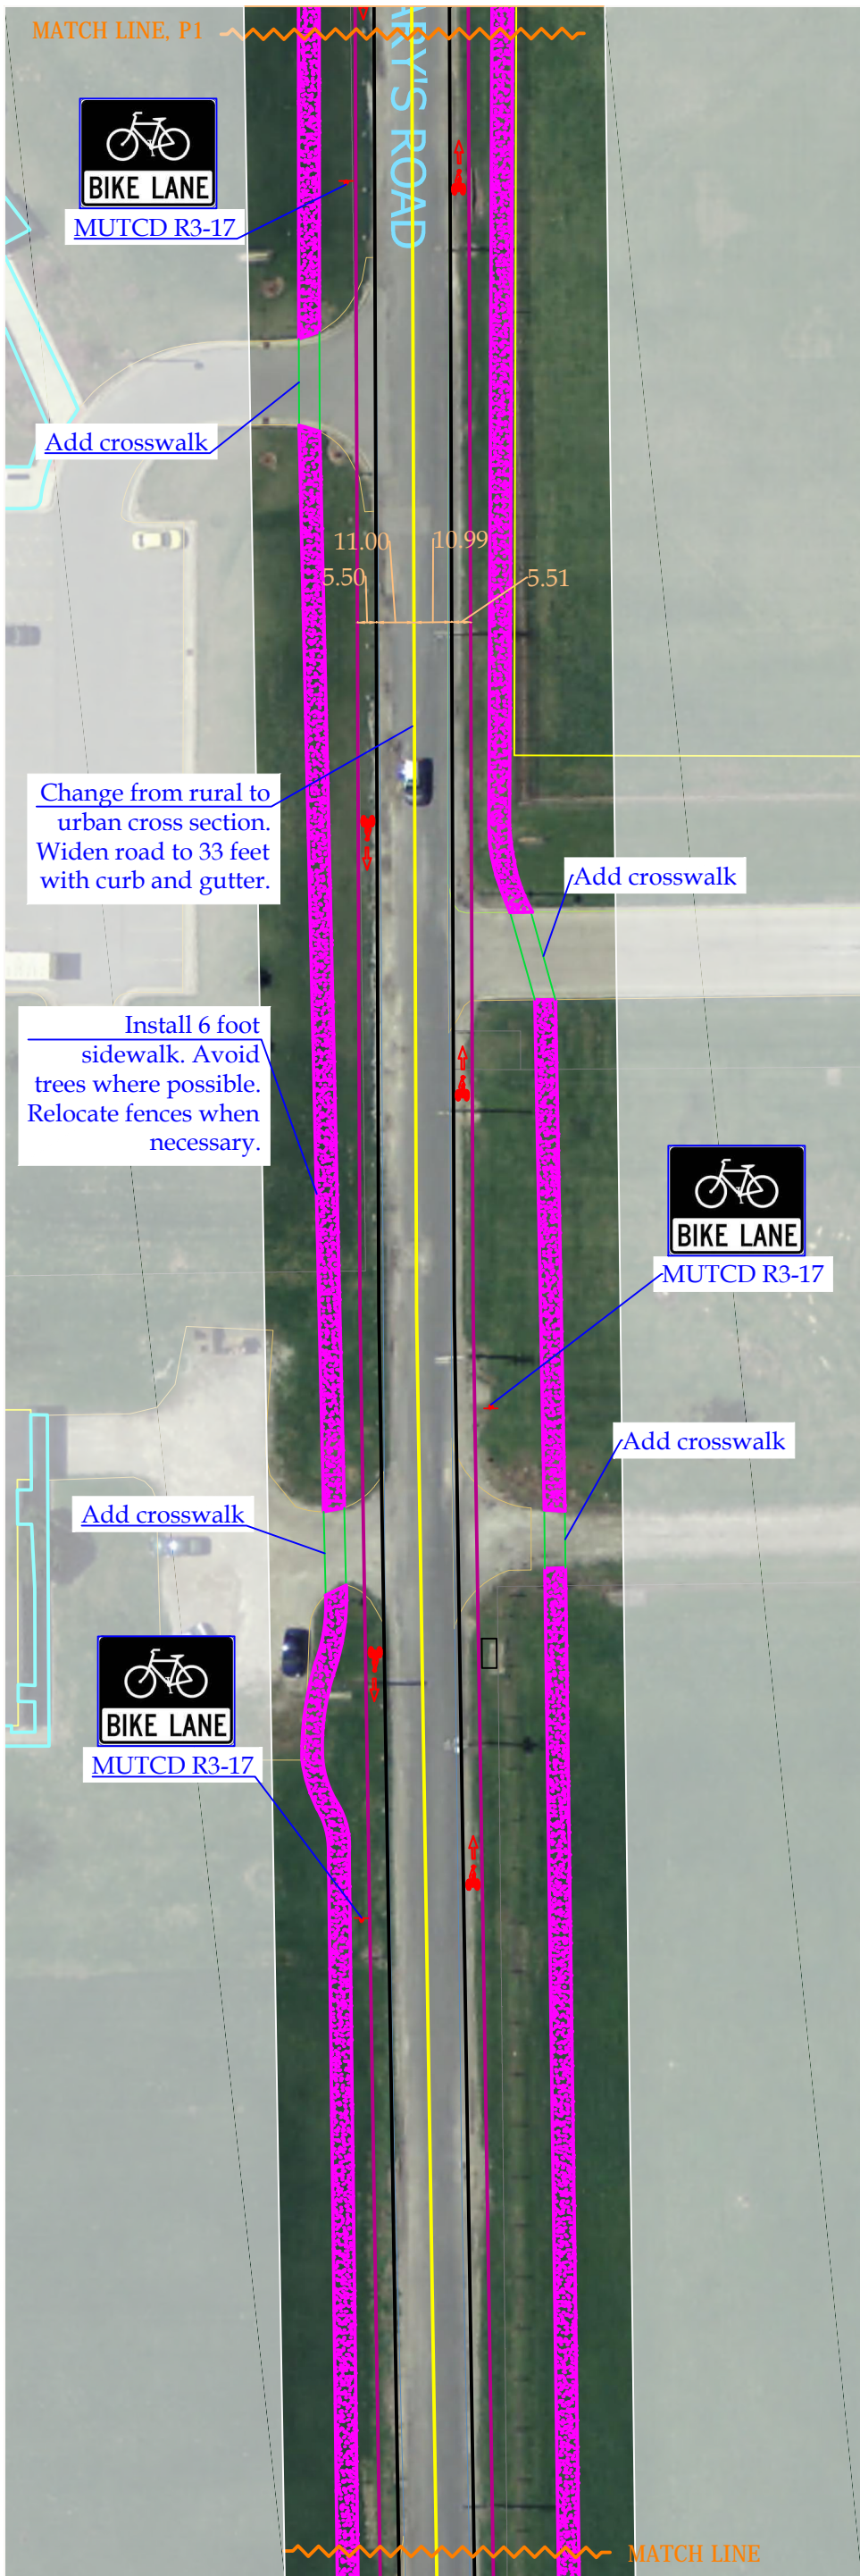 MATCH LINE, P1
ARY'S ROAD
BIKE LANE
MUTCD R3-17
Add crosswalk
11.00
10.99
5.50
5.51
Change from rural to
urban cross section.
Widen road to 33 feet
with curb and gutter.
Add crosswalk
Install 6 foot
sidewalk. Avoid
trees where possible.
Relocate fences when
necessary.
BIKE LANE
MUTCD R3-17
Add crosswalk
Add crosswalk
BIKE LANE
MUTCD R3-17
MATCH LINE